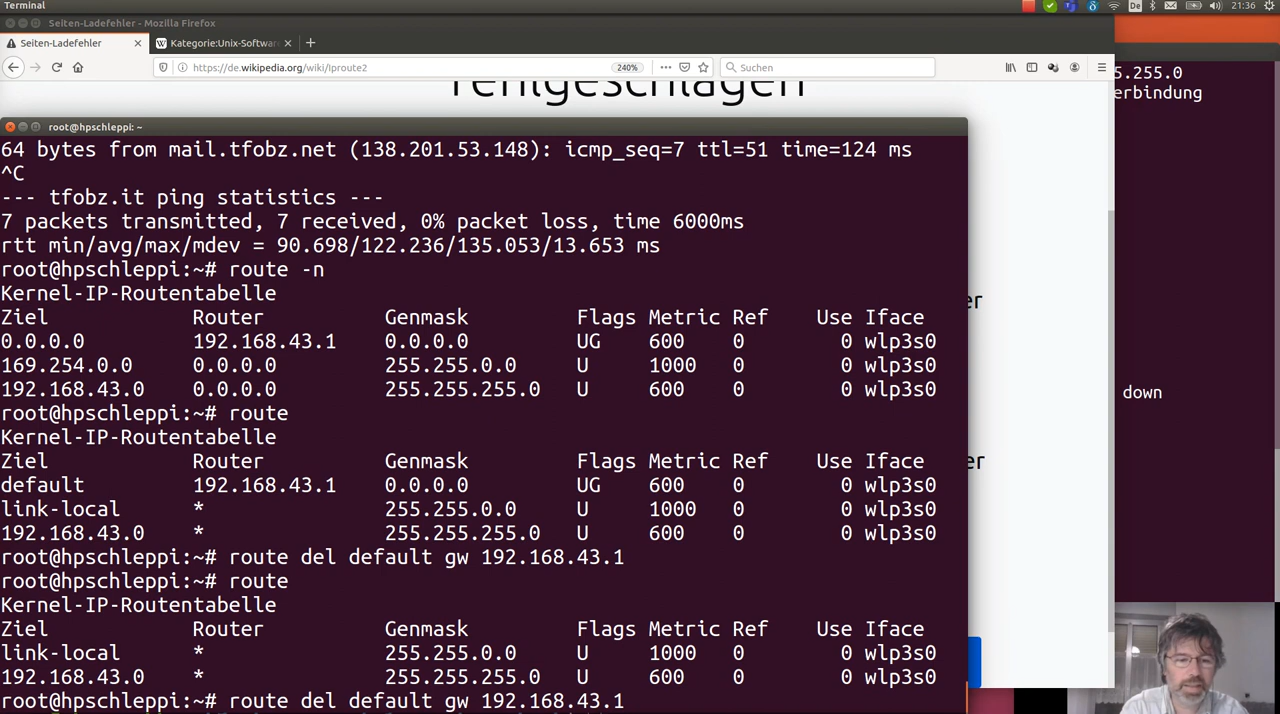 Terminal
De
21:36
Seiten-Ladefehler - Mozilla Firefox
Seiten-Ladefehler
Kategorie:Unix-Softwar
https://de.wikipedia.org/wiki/Iproute2
240%
Suchen
fehlgeschlagen
5.255.0
erbindung
down
er
er
root@hpschleppi: ~
64 bytes from mail.tfobz.net (138.201.53.148): icmp_seq=7 ttl=51 time=124 ms
^C
--- tfobz.it ping statistics ---
7 packets transmitted, 7 received, 0% packet loss, time 6000ms
rtt min/avg/max/mdev = 90.698/122.236/135.053/13.653 ms
root@hpschleppi:~# route -n
Kernel-IP-Routentabelle
Ziel Router Genmask Flags Metric Ref Use Iface
0.0.0.0 192.168.43.1 0.0.0.0 UG 600 0 0 wlp3s0
169.254.0.0 0.0.0.0 255.255.0.0 U 1000 0 0 wlp3s0
192.168.43.0 0.0.0.0 255.255.255.0 U 600 0 0 wlp3s0
root@hpschleppi:~# route
Kernel-IP-Routentabelle
Ziel Router Genmask Flags Metric Ref Use Iface
default 192.168.43.1 0.0.0.0 UG 600 0 0 wlp3s0
link-local * 255.255.0.0 U 1000 0 0 wlp3s0
192.168.43.0 * 255.255.255.0 U 600 0 0 wlp3s0
root@hpschleppi:~# route del default gw 192.168.43.1
root@hpschleppi:~# route
Kernel-IP-Routentabelle
Ziel Router Genmask Flags Metric Ref Use Iface
link-local * 255.255.0.0 U 1000 0 0 wlp3s0
192.168.43.0 * 255.255.255.0 U 600 0 0 wlp3s0
root@hpschleppi:~# route del default gw 192.168.43.1